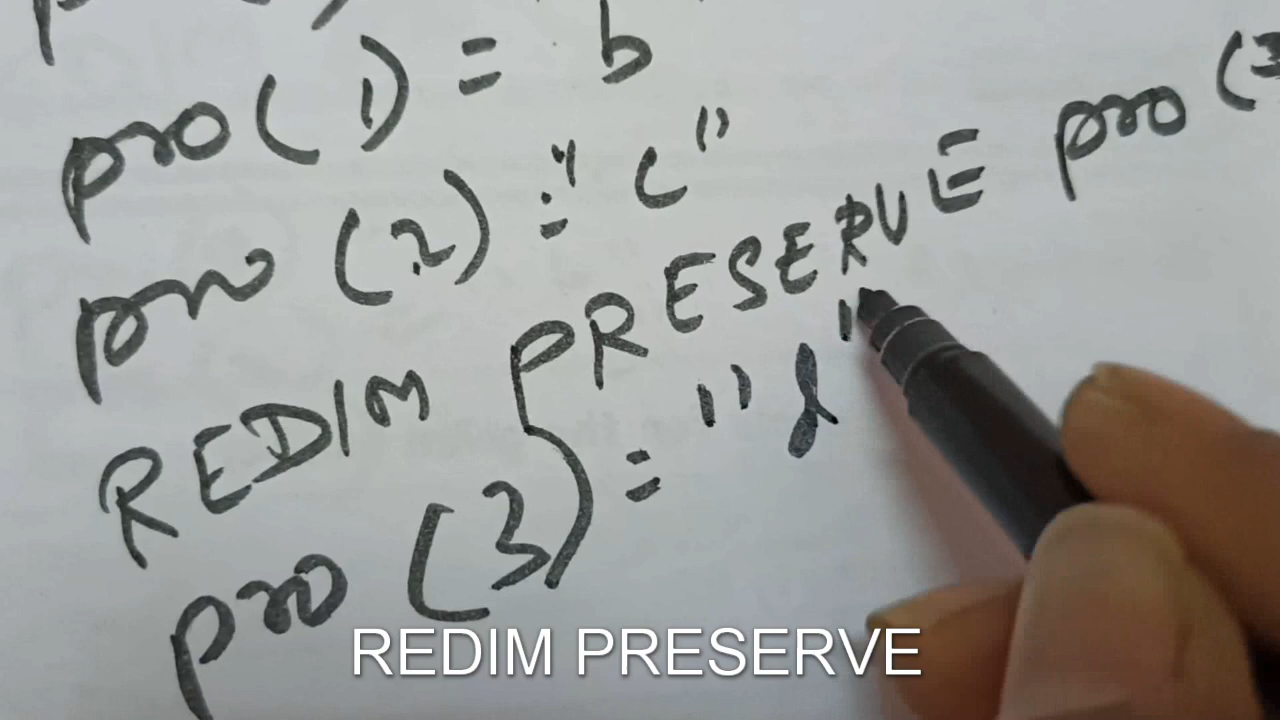 pro(1) = b
pro(2) = "c"
REDIM PRESERVE pro(3
pro(3) = "d"
REDIM PRESERVE